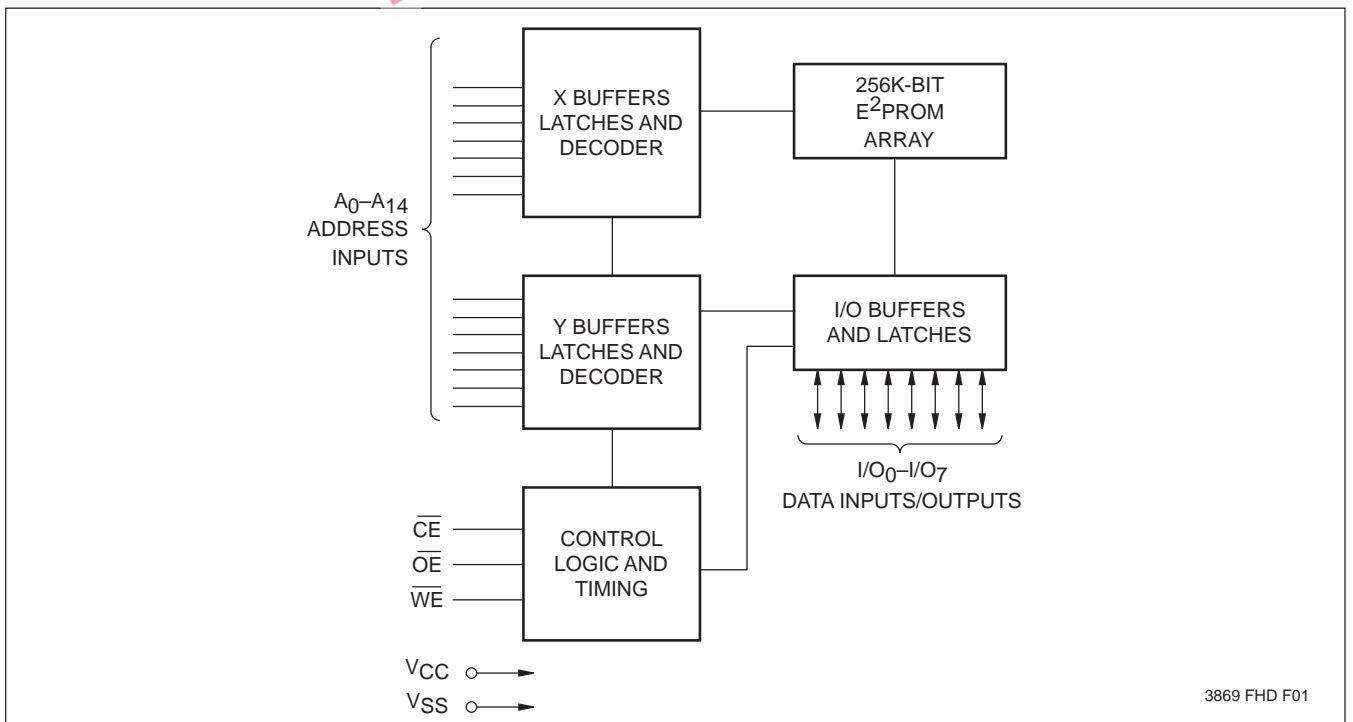 X BUFFERS
LATCHES AND
DECODER
256K-BIT
E2PROM
ARRAY
A0–A14
ADDRESS
INPUTS
Y BUFFERS
LATCHES AND
DECODER
I/O BUFFERS
AND LATCHES
I/O0–I/O7
DATA INPUTS/OUTPUTS
CE
OE
WE
CONTROL
LOGIC AND
TIMING
VCC
VSS
3869 FHD F01